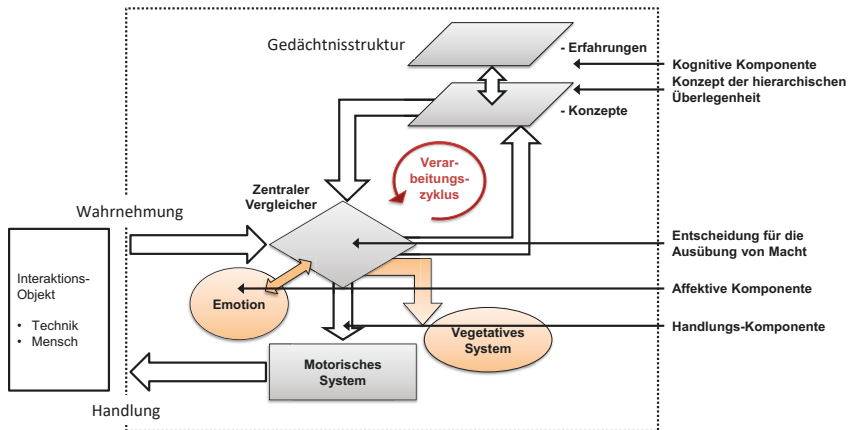 Gedächtnisstruktur
- Erfahrungen
- Konzepte
Kognitive Komponente
Konzept der hierarchischen
Überlegenheit
Verar-
beitungs-
zyklus
Zentraler
Vergleicher
Wahrnehmung
Interaktions-
Objekt
• Technik
• Mensch
Entscheidung für die
Ausübung von Macht
Emotion
Affektive Komponente
Vegetatives
System
Handlungs-Komponente
Motorisches
System
Handlung